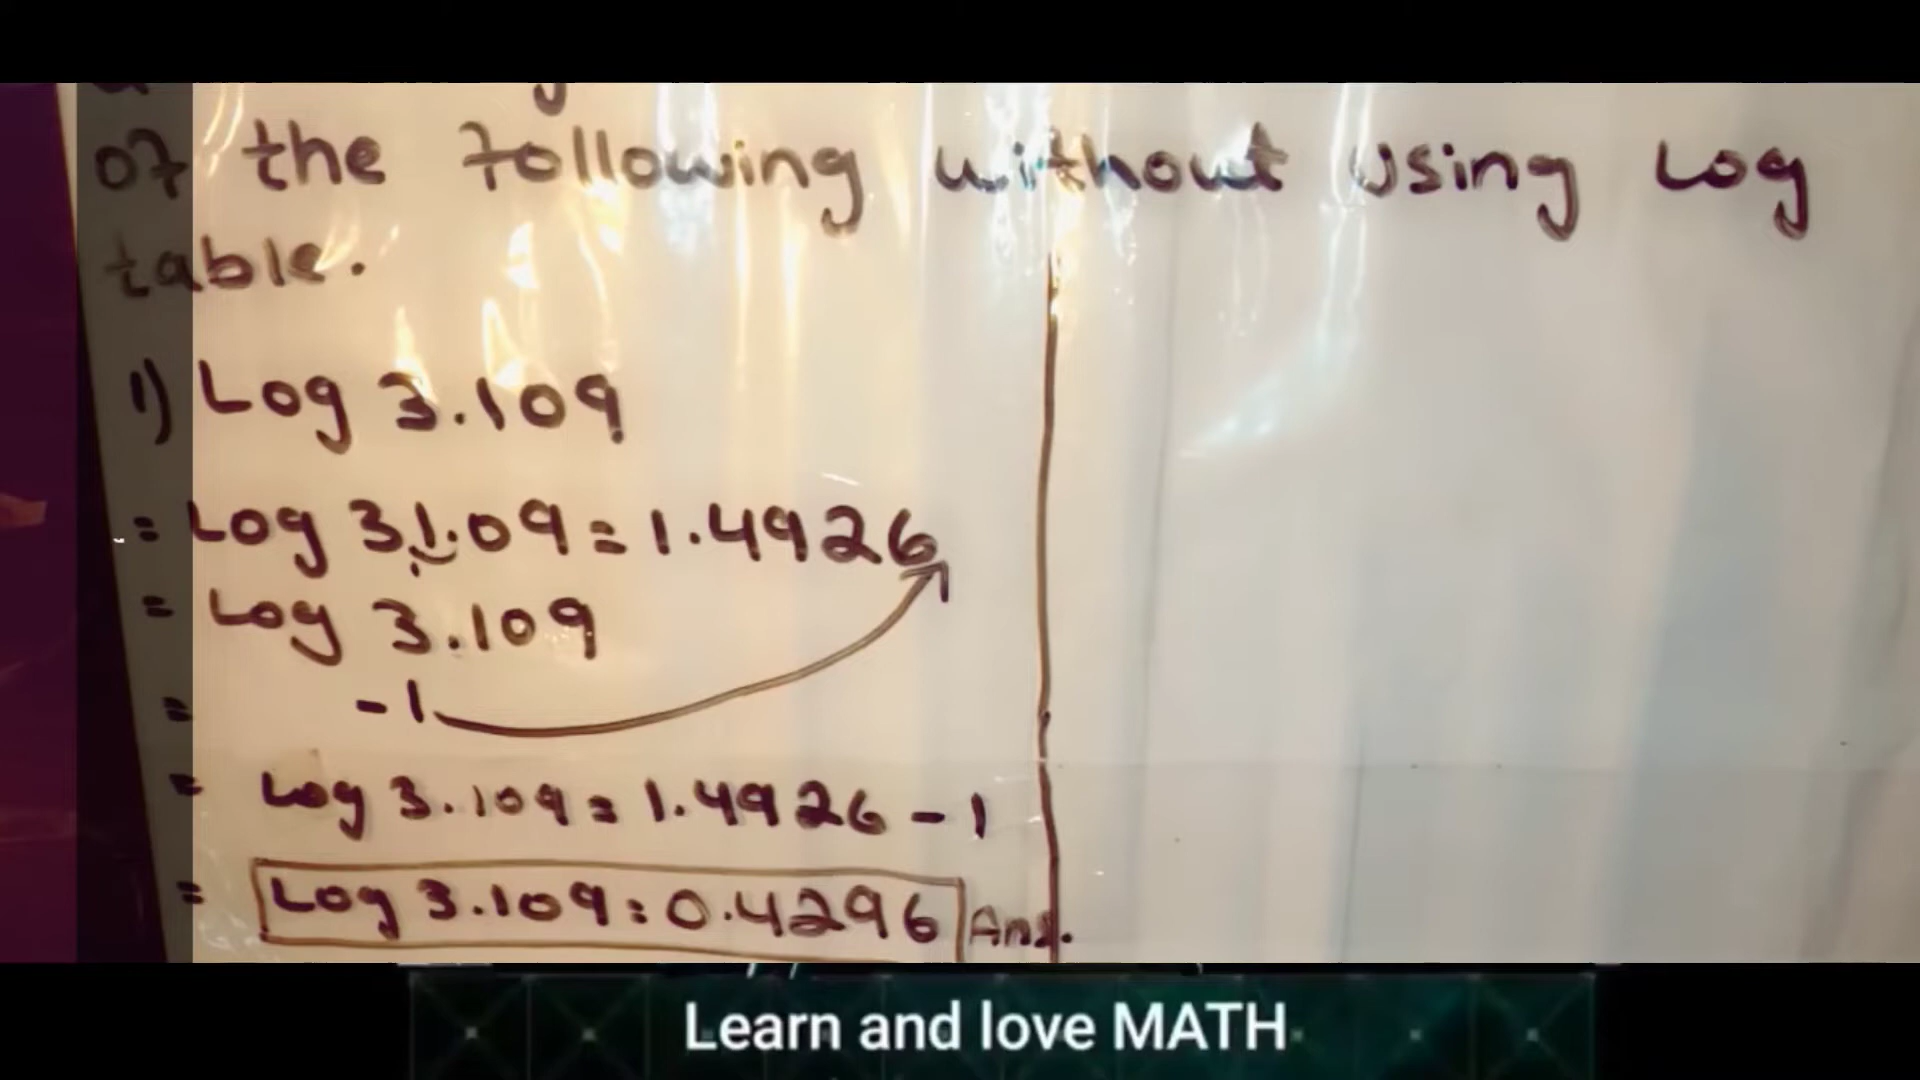 of the following without using Log
table.
1) Log 3.109
= Log 31.09 = 1.4926
= Log 3.109
= -1
= Log 3.109 = 1.4926 - 1
= Log 3.109 = 0.4296 Ans.
Learn and love MATH